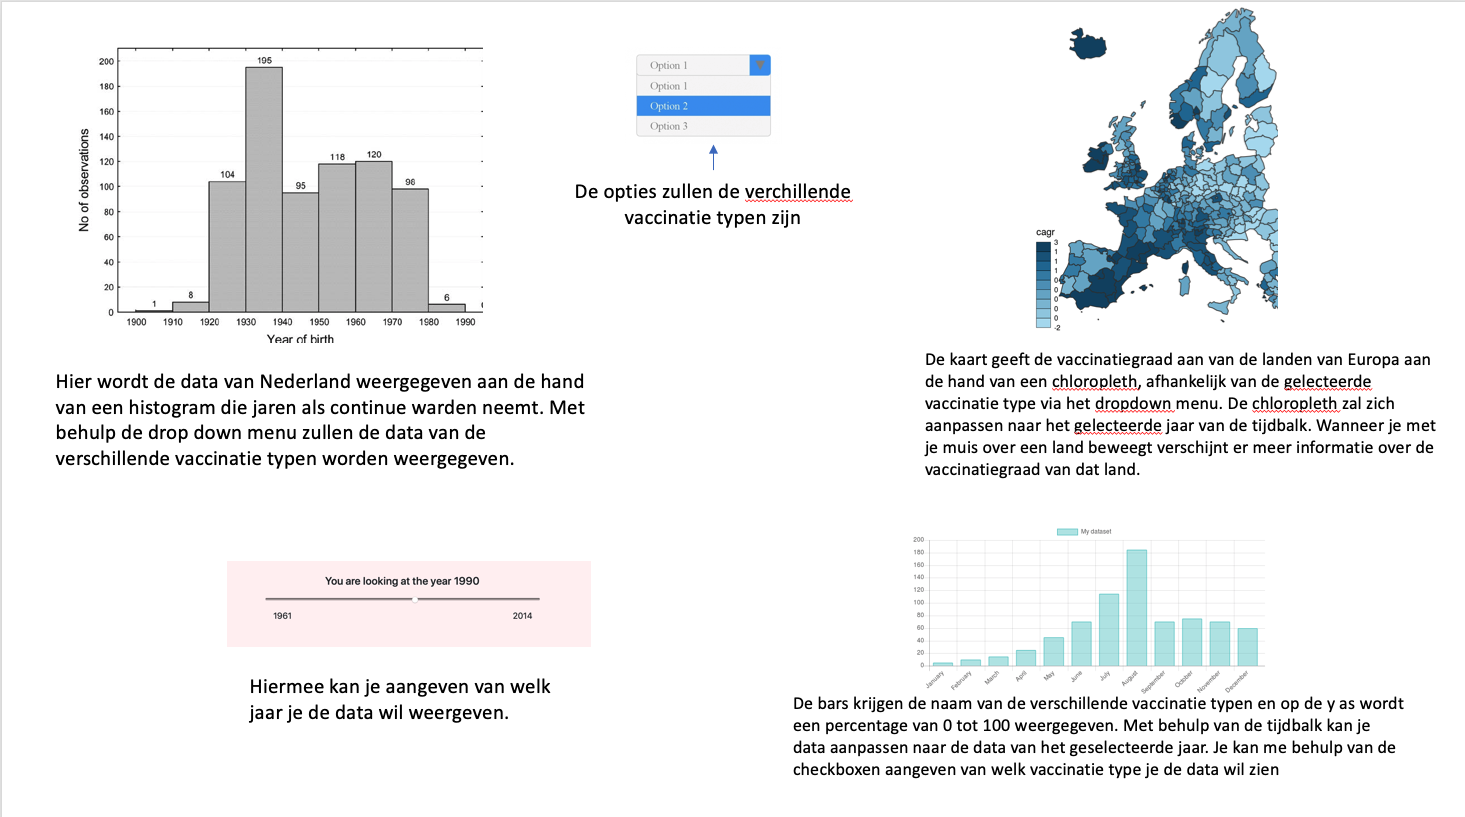 200
180
160
140
120
100
80
60
40
20
0
No of observations
1
8
104
195
95
118
120
96
6
1900 1910 1920 1930 1940 1950 1960 1970 1980 1990
Year of birth
Option 1
Option 1
Option 2
Option 3
De opties zullen de verchillende
vaccinatie typen zijn
cagr
3
1
1
0
0
0
0
0
-2
Hier wordt de data van Nederland weergegeven aan de hand
van een histogram die jaren als continue warden neemt. Met
behulp de drop down menu zullen de data van de
verschillende vaccinatie typen worden weergegeven.
De kaart geeft de vaccinatiegraad aan van de landen van Europa aan
de hand van een chloropleth, afhankelijk van de gelecteerde
vaccinatie type via het dropdown menu. De chloropleth zal zich
aanpassen naar het gelecteerde jaar van de tijdbalk. Wanneer je met
je muis over een land beweegt verschijnt er meer informatie over de
vaccinatiegraad van dat land.
You are looking at the year 1990
1961 2014
Hiermee kan je aangeven van welk
jaar je de data wil weergeven.
My dataset
200
180
160
140
120
100
80
60
40
20
0
January February March April May June July August September October November December
De bars krijgen de naam van de verschillende vaccinatie typen en op de y as wordt
een percentage van 0 tot 100 weergegeven. Met behulp van de tijdbalk kan je
data aanpassen naar de data van het geselecteerde jaar. Je kan me behulp van de
checkboxen aangeven van welk vaccinatie type je de data wil zien